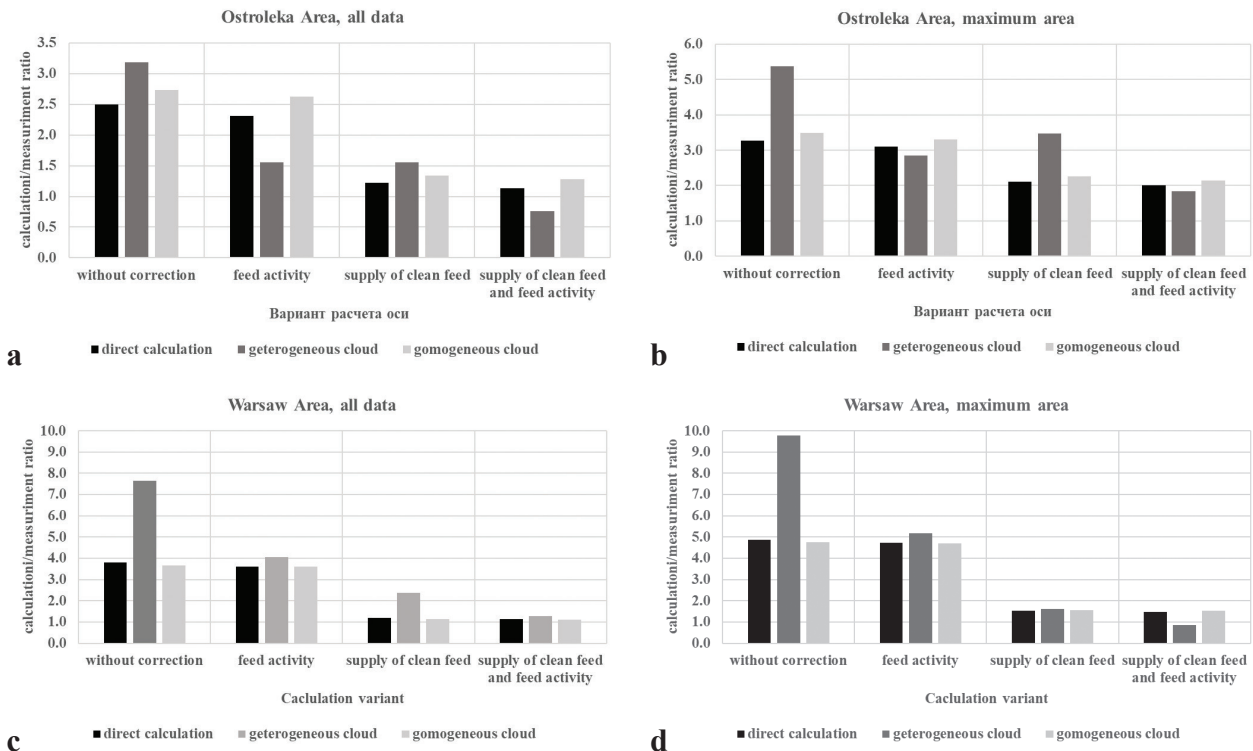 Ostroleka Area, all data
calculationi/measuriment ratio
3.5
3.0
2.5
2.0
1.5
1.0
0.5
0.0
without correction feed activity supply of clean feed supply of clean feed
and feed activity
Вариант расчета оси
direct calculation geterogeneous cloud gomogeneous cloud
a
Ostroleka Area, maximum area
calculationi/measuriment ratio
6.0
5.0
4.0
3.0
2.0
1.0
0.0
without correction feed activity supply of clean feed supply of clean feed
and feed activity
Вариант расчета оси
direct calculation geterogeneous cloud gomogeneous cloud
b
Warsaw Area, all data
calculationi/measuriment ratio
10.0
9.0
8.0
7.0
6.0
5.0
4.0
3.0
2.0
1.0
0.0
without correction feed activity supply of clean feed supply of clean feed
and feed activity
Caclulation variant
direct calculation geterogeneous cloud gomogeneous cloud
c
Warsaw Area, maximum area
calculationi/measuriment ratio
10.0
9.0
8.0
7.0
6.0
5.0
4.0
3.0
2.0
1.0
0.0
without correction feed activity supply of clean feed supply of clean feed
and feed activity
Caclulation variant
direct calculation geterogeneous cloud gomogeneous cloud
d